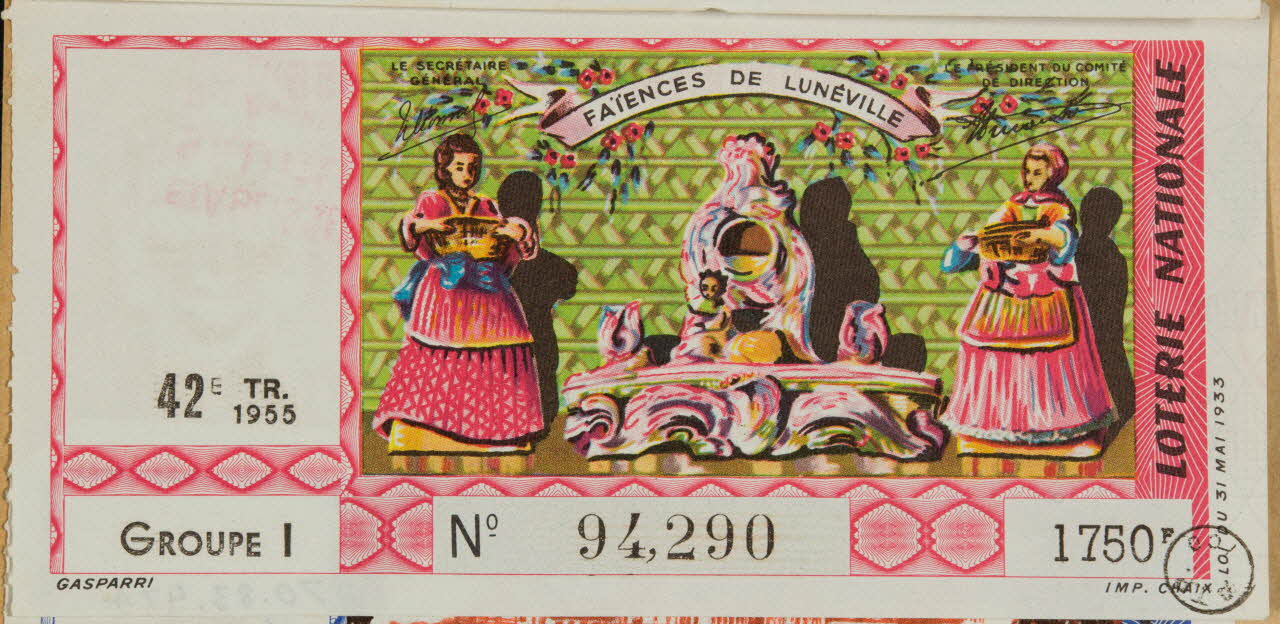 LE SECRÉTAIRE
GÉNÉRAL
FAÏENCES DE LUNÉVILLE
LE PRÉSIDENT DU COMITÉ
DE DIRECTION
LOTERIE NATIONALE
42E TR.
1955
GROUPE I
No 94,290
1750F
LOI DU 31 MAI 1933
GASPARRI
IMP. CHAIX